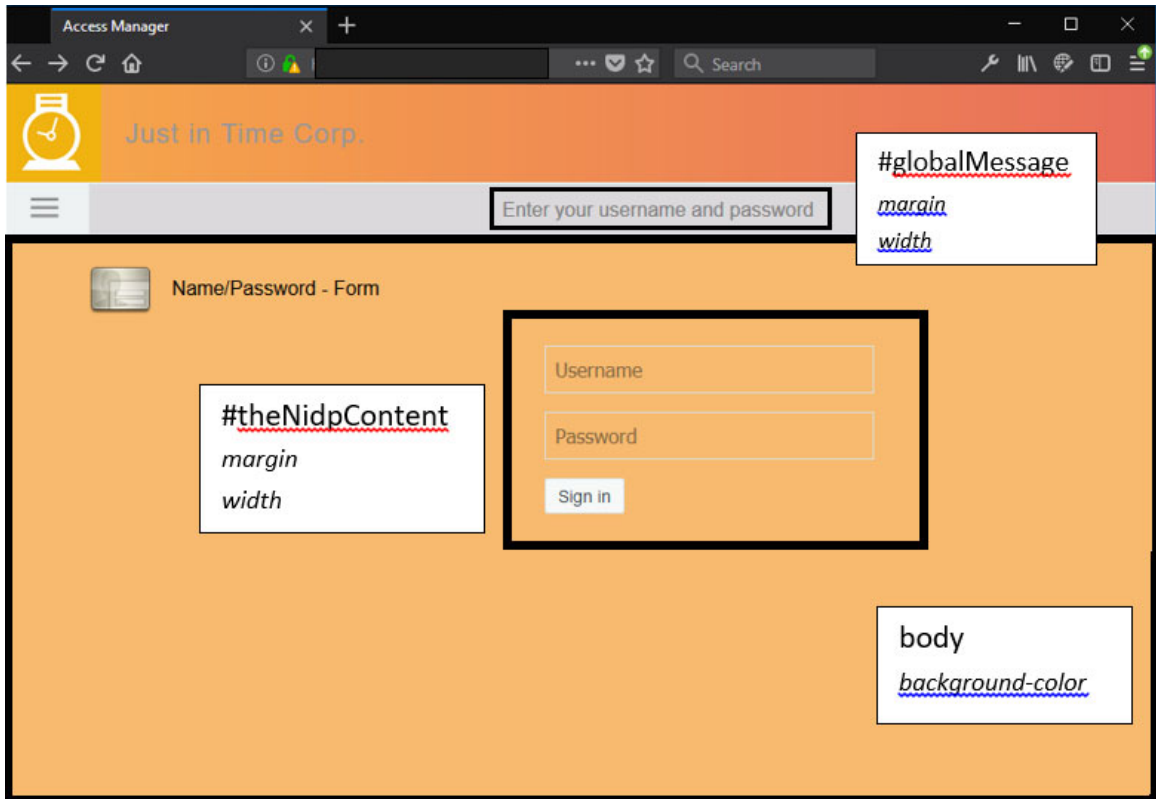 Access Manager
Search
Just in Time Corp.
#globalMessage
margin
width
Enter your username and password
Name/Password - Form
Username
#theNidpContent
margin
width
Password
Sign in
body
background-color